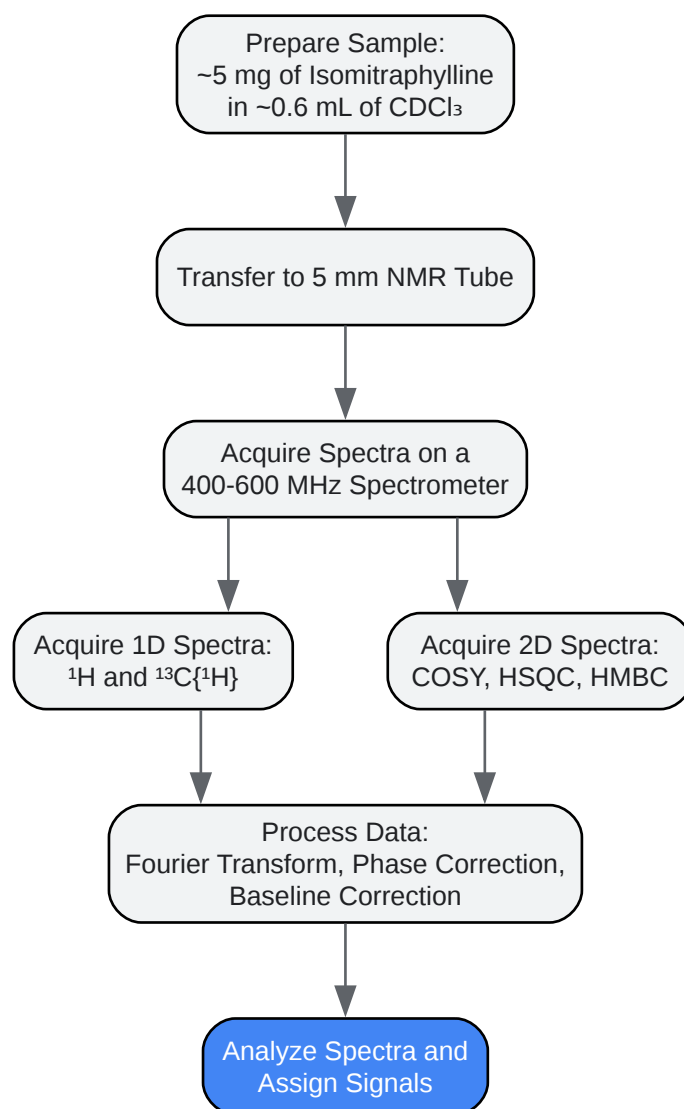 Prepare Sample:
~5 mg of Isomitraphylline
in ~0.6 mL of CDCl₃
Transfer to 5 mm NMR Tube
Acquire Spectra on a
400-600 MHz Spectrometer
Acquire 1D Spectra:
¹H and ¹³C{¹H}
Acquire 2D Spectra:
COSY, HSQC, HMBC
Process Data:
Fourier Transform, Phase Correction,
Baseline Correction
Analyze Spectra and
Assign Signals